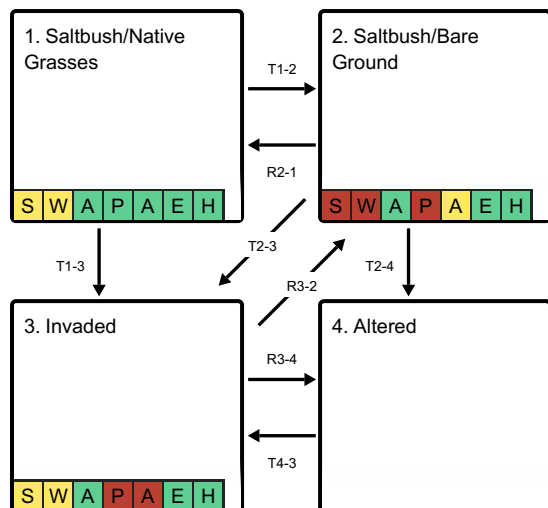 1. Saltbush/Native
Grasses
2. Saltbush/Bare
Ground
T1-2
R2-1
S W A P A E H
S W A P A E H
T1-3
T2-3
R3-2
T2-4
3. Invaded
4. Altered
R3-4
T4-3
S W A P A E H